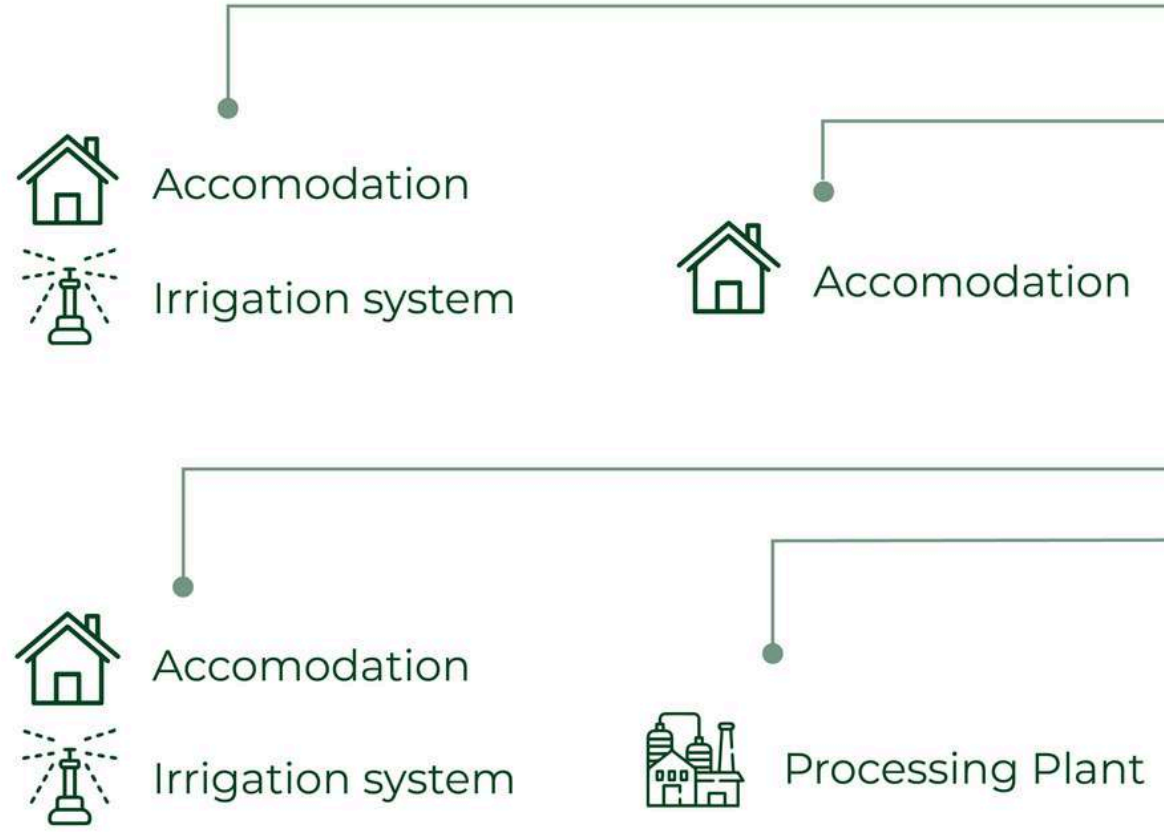 Accomodation
Irrigation system
Accomodation
Accomodation
Irrigation system
Processing Plant